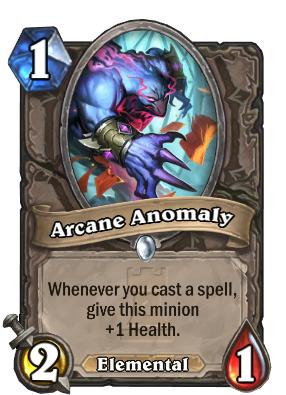 1
Arcane Anomaly
Whenever you cast a spell,
give this minion
+1 Health.
2
Elemental
1